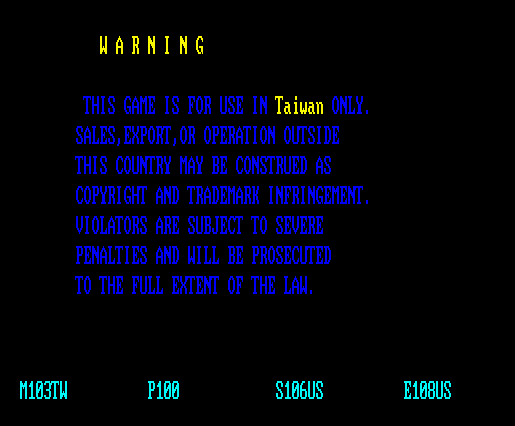 WARNING
THIS GAME IS FOR USE IN Taiwan ONLY.
SALES,EXPORT,OR OPERATION OUTSIDE
THIS COUNTRY MAY BE CONSTRUED AS
COPYRIGHT AND TRADEMARK INFRINGEMENT.
VIOLATORS ARE SUBJECT TO SEVERE
PENALTIES AND WILL BE PROSECUTED
TO THE FULL EXTENT OF THE LAW.
M103TW P100 S106US E108US